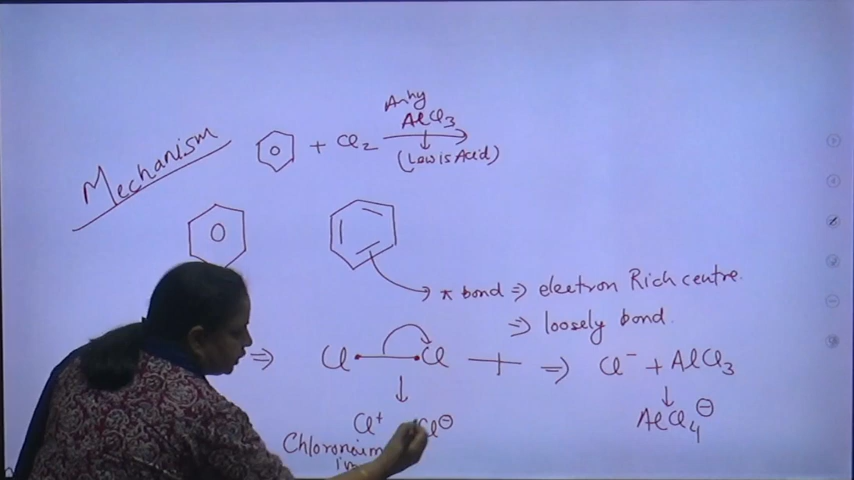 Mechanism
+ Cl2 Anhy AlCl3
(Lewis Acid)
π bond ⇒ electron Rich centre.
⇒ loosely bond.
⇒ Cl Cl ⇒ Cl⁻ + AlCl3
Cl⁺ Cl⊖ AlCl4⊖
Chloronium